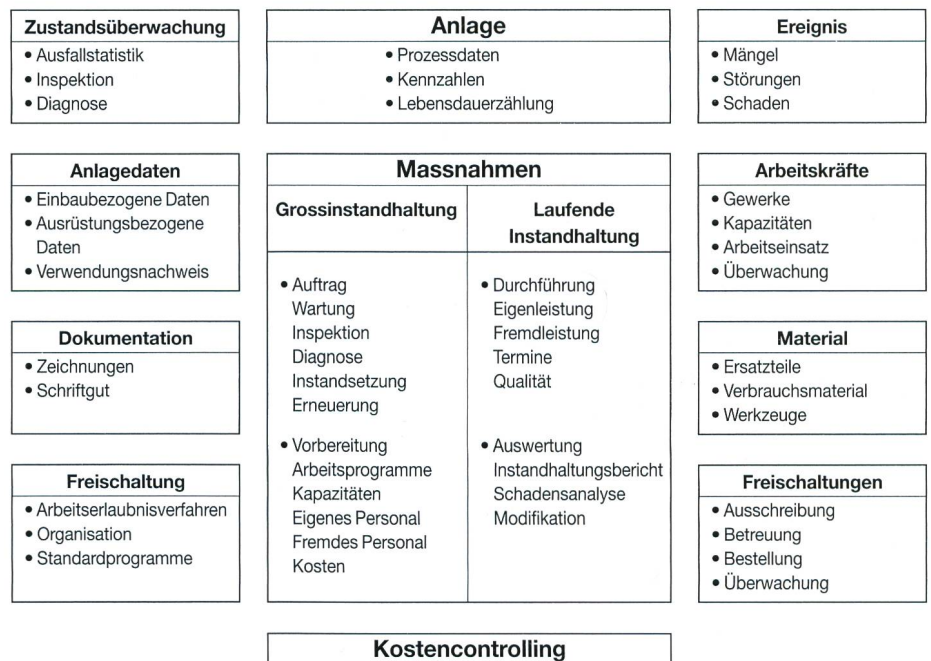 Zustandsüberwachung
• Ausfallstatistik
• Inspektion
• Diagnose
Anlage
• Prozessdaten
• Kennzahlen
• Lebensdauerzählung
Ereignis
• Mängel
• Störungen
• Schaden
Anlagedaten
• Einbaubezogene Daten
• Ausrüstungsbezogene
Daten
• Verwendungsnachweis
Massnahmen
Grossinstandhaltung
• Auftrag
Wartung
Inspektion
Diagnose
Instandsetzung
Erneuerung
• Vorbereitung
Arbeitsprogramme
Kapazitäten
Eigenes Personal
Fremdes Personal
Kosten
Laufende
Instandhaltung
• Durchführung
Eigenleistung
Fremdleistung
Termine
Qualität
• Auswertung
Instandhaltungsbericht
Schadensanalyse
Modifikation
Arbeitskräfte
• Gewerke
• Kapazitäten
• Arbeitseinsatz
• Überwachung
Dokumentation
• Zeichnungen
• Schriftgut
Material
• Ersatzteile
• Verbrauchsmaterial
• Werkzeuge
Freischaltung
• Arbeitserlaubnisverfahren
• Organisation
• Standardprogramme
Freischaltungen
• Ausschreibung
• Betreuung
• Bestellung
• Überwachung
Kostencontrolling